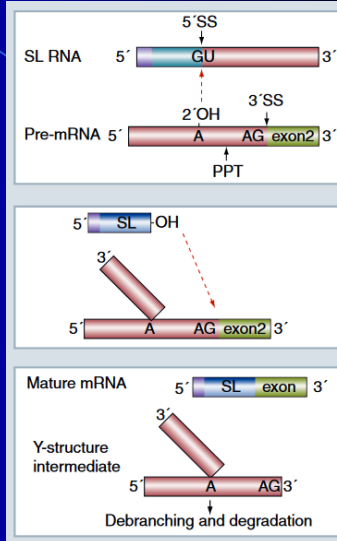 5´SS
SL RNA 5´ GU 3´
2´OH 3´SS
Pre-mRNA 5´ A AG exon2 3´
PPT
5´ SL -OH
3´
5´ A AG exon2 3´
Mature mRNA 5´ SL exon 3´
3´
Y-structure
intermediate
5´ A AG 3´
Debranching and degradation